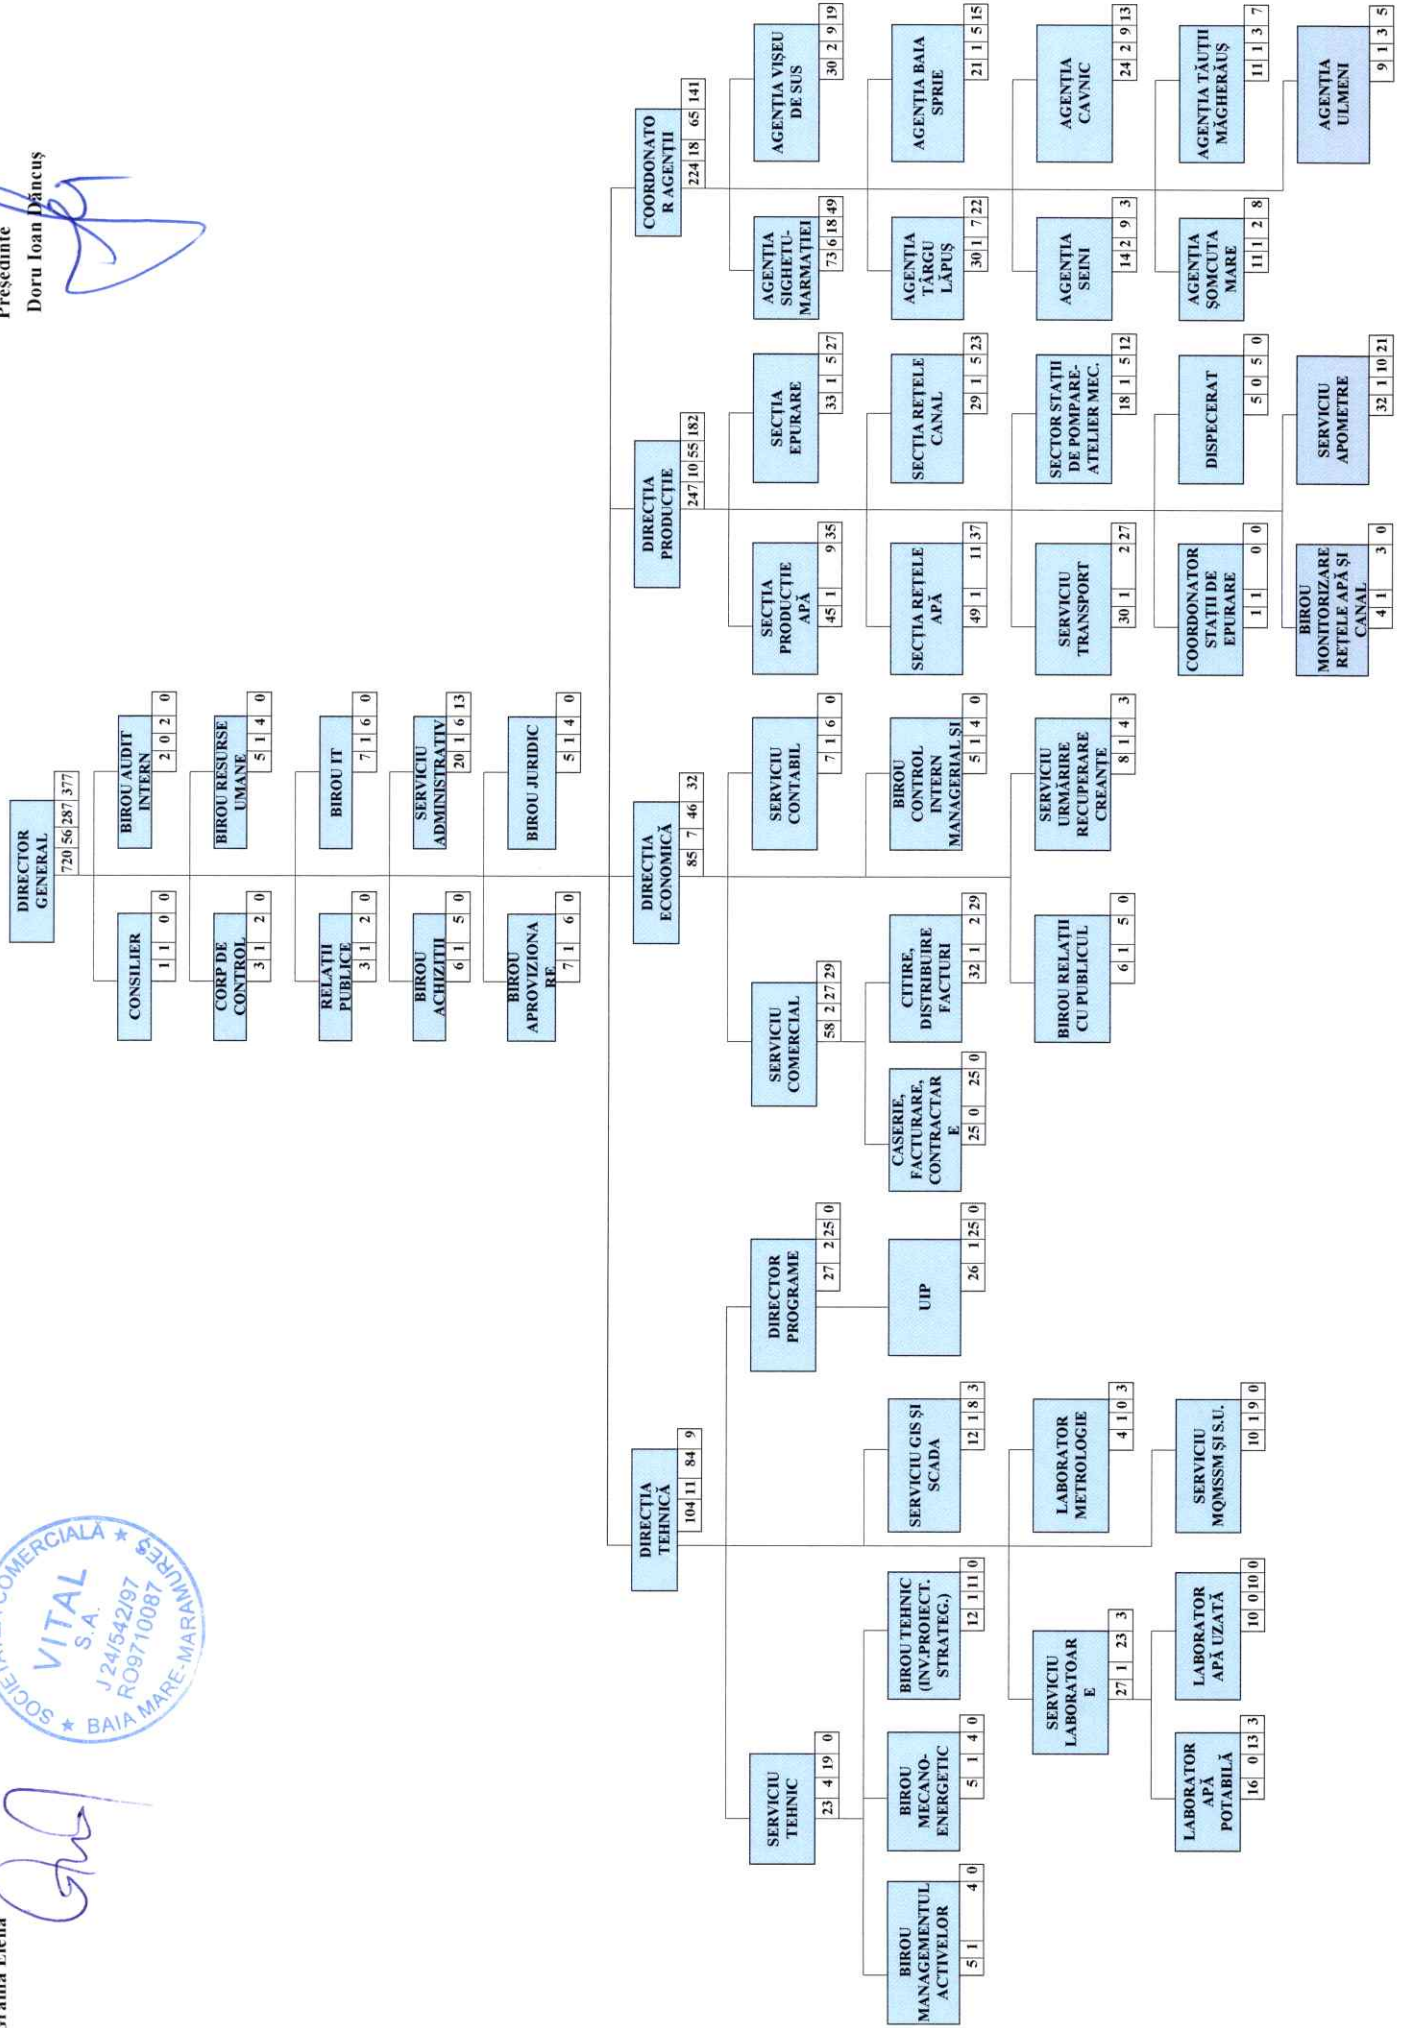 Președinte
Doru Ioan Dăncuș
SOCIETATEA COMERCIALĂ
VITAL
S.A.
J 24/542/97
RO9710087
★ BAIA MARE-MARAMUREȘ ★
DIRECTOR
GENERAL
720 56 287 377
CONSILIER
1 1 0 0
BIROU AUDIT
INTERN
2 0 2 0
CORP DE
CONTROL
3 1 2 0
BIROU RESURSE
UMANE
5 1 4 0
RELAȚII
PUBLICE
3 1 2 0
BIROU IT
7 1 6 0
BIROU
ACHIZITII
6 1 5 0
SERVICIU
ADMINISTRATIV
20 1 6 13
BIROU
APROVIZIONA
RE
7 1 6 0
BIROU JURIDIC
5 1 4 0
DIRECȚIA
TEHNICĂ
104 11 84 9
DIRECȚIA
ECONOMICĂ
85 7 46 32
DIRECȚIA
PRODUCȚIE
247 10 55 182
COORDONATO
R AGENȚII
224 18 65 141
SERVICIU
TEHNIC
23 4 19 0
DIRECTOR
PROGRAME
27 2 25 0
BIROU
MANAGEMENTUL
ACTIVELOR
5 1 4 0
BIROU
MECANO-
ENERGETIC
5 1 4 0
BIROU TEHNIC
(INV.PROIECT.
STRATEG.)
12 1 11 0
SERVICIU GIS ȘI
SCADA
12 1 8 3
UIP
26 1 25 0
SERVICIU
LABORATOAR
E
27 1 23 3
LABORATOR
METROLOGIE
4 1 0 3
LABORATOR
APĂ
POTABILĂ
16 0 13 3
LABORATOR
APĂ UZATĂ
10 0 10 0
SERVICIU
MQMSSM ȘI S.U.
10 1 9 0
SERVICIU
COMERCIAL
58 2 27 29
SERVICIU
CONTABIL
7 1 6 0
CASERIE,
FACTURARE,
CONTRACTAR
E
25 0 25 0
CITIRE,
DISTRIBUIRE
FACTURI
32 1 2 29
BIROU
CONTROL
INTERN
MANAGERIAL ȘI
5 1 4 0
BIROU RELAȚII
CU PUBLICUL
6 1 5 0
SERVICIU
URMĂRIRE
RECUPERARE
CREANȚE
8 1 4 3
SECȚIA
PRODUCȚIE
APĂ
45 1 9 35
SECȚIA
EPURARE
33 1 5 27
SECȚIA REȚELE
APĂ
49 1 11 37
SECȚIA REȚELE
CANAL
29 1 5 23
SERVICIU
TRANSPORT
30 1 2 27
SECTOR STAȚII
DE POMPARE-
ATELIER MEC.
18 1 5 12
COORDONATOR
STAȚII DE
EPURARE
1 1 0 0
DISPECERAT
5 0 5 0
BIROU
MONITORIZARE
REȚELE APĂ ȘI
CANAL
4 1 3 0
SERVICIU
APOMETRE
32 1 10 21
AGENȚIA
SIGHETU-
MARMAȚIEI
73 6 18 49
AGENȚIA VIȘEU
DE SUS
30 2 9 19
AGENȚIA
TÂRGU
LĂPUȘ
30 1 7 22
AGENȚIA BAIA
SPRIE
21 1 5 15
AGENȚIA
SEINI
14 2 9 3
AGENȚIA
CAVNIC
24 2 9 13
AGENȚIA
ȘOMCUTA
MARE
11 1 2 8
AGENȚIA TĂUȚII
MĂGHERĂUȘ
11 1 3 7
AGENȚIA
ULMENI
9 1 3 5